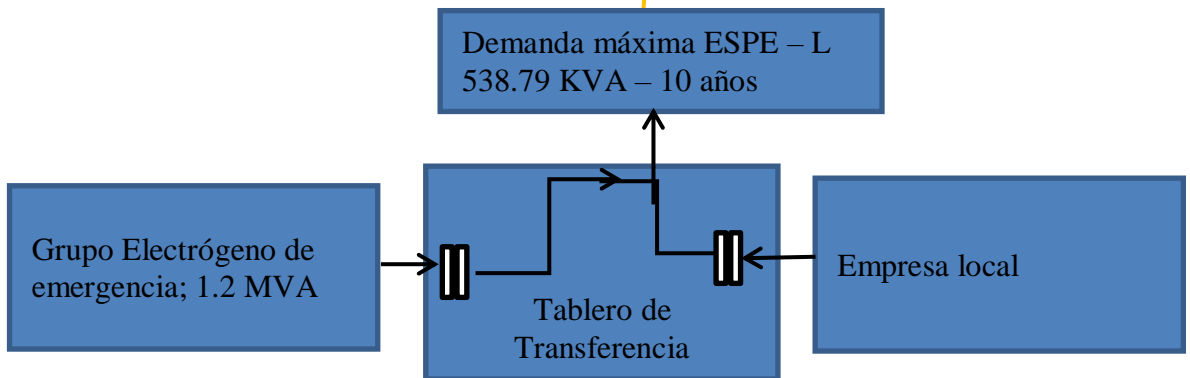 Demanda máxima ESPE – L
538.79 KVA – 10 años
Grupo Electrógeno de
emergencia; 1.2 MVA
Tablero de
Transferencia
Empresa local